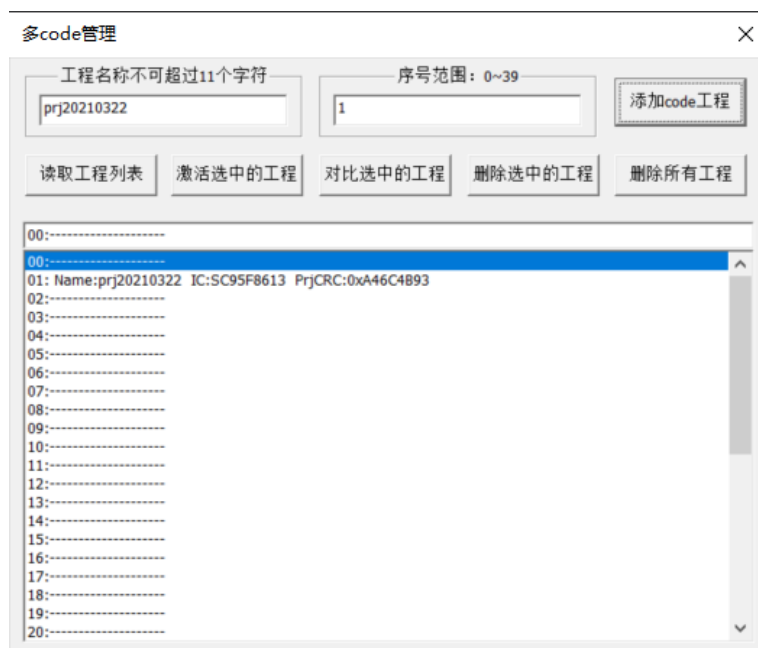 多code管理
工程名称不可超过11个字符
序号范围：0~39
prj20210322
1
添加code工程
读取工程列表
激活选中的工程
对比选中的工程
删除选中的工程
删除所有工程
00:---------------------
00:---------------------
01: Name:prj20210322 IC:SC95F8613 PrjCRC:0xA46C4B93
02:---------------------
03:---------------------
04:---------------------
05:---------------------
06:---------------------
07:---------------------
08:---------------------
09:---------------------
10:---------------------
11:---------------------
12:---------------------
13:---------------------
14:---------------------
15:---------------------
16:---------------------
17:---------------------
18:---------------------
19:---------------------
20:---------------------